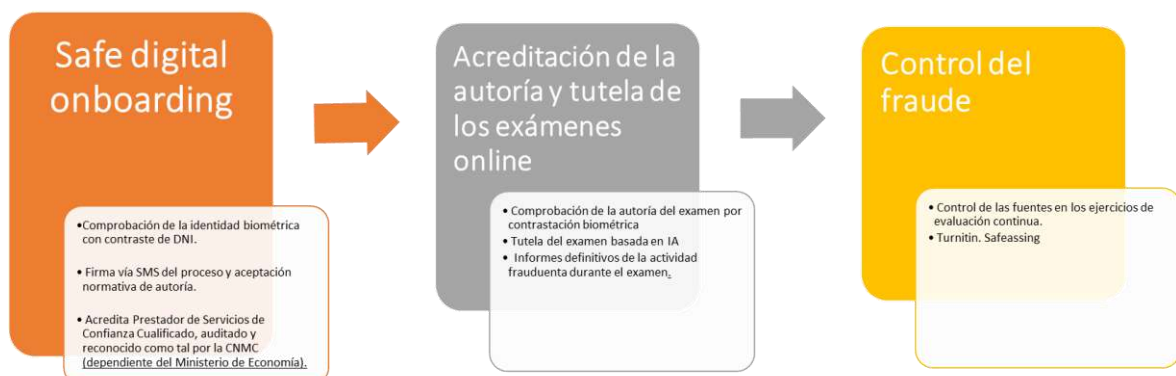 Safe digital
onboarding
•Comprobación de la identidad biométrica
con contraste de DNI.
• Firma vía SMS del proceso y aceptación
normativa de autoría.
• Acredita Prestador de Servicios de
Confianza Cualificado, auditado y
reconocido como tal por la CNMC
(dependiente del Ministerio de Economía).
Acreditación de la
autoría y tutela de
los exámenes
online
• Comprobación de la autoría del examen por
contrastación biométrica
• Tutela del examen basada en IA
• Informes definitivos de la actividad
frauduenta durante el examen.
Control del
fraude
• Control de las fuentes en los ejercicios de
evaluación continua.
• Turnitin. Safeassing